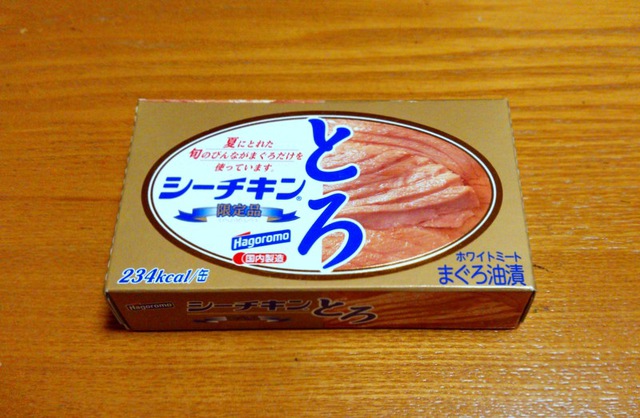 夏にとれた
旬のびんながまぐろだけを
使っています。
シーチキン®
とろ
限定品
Hagoromo
国内製造
234kcal/缶
ホワイトミート
まぐろ油漬
Hagoromo
シーチキンとろ